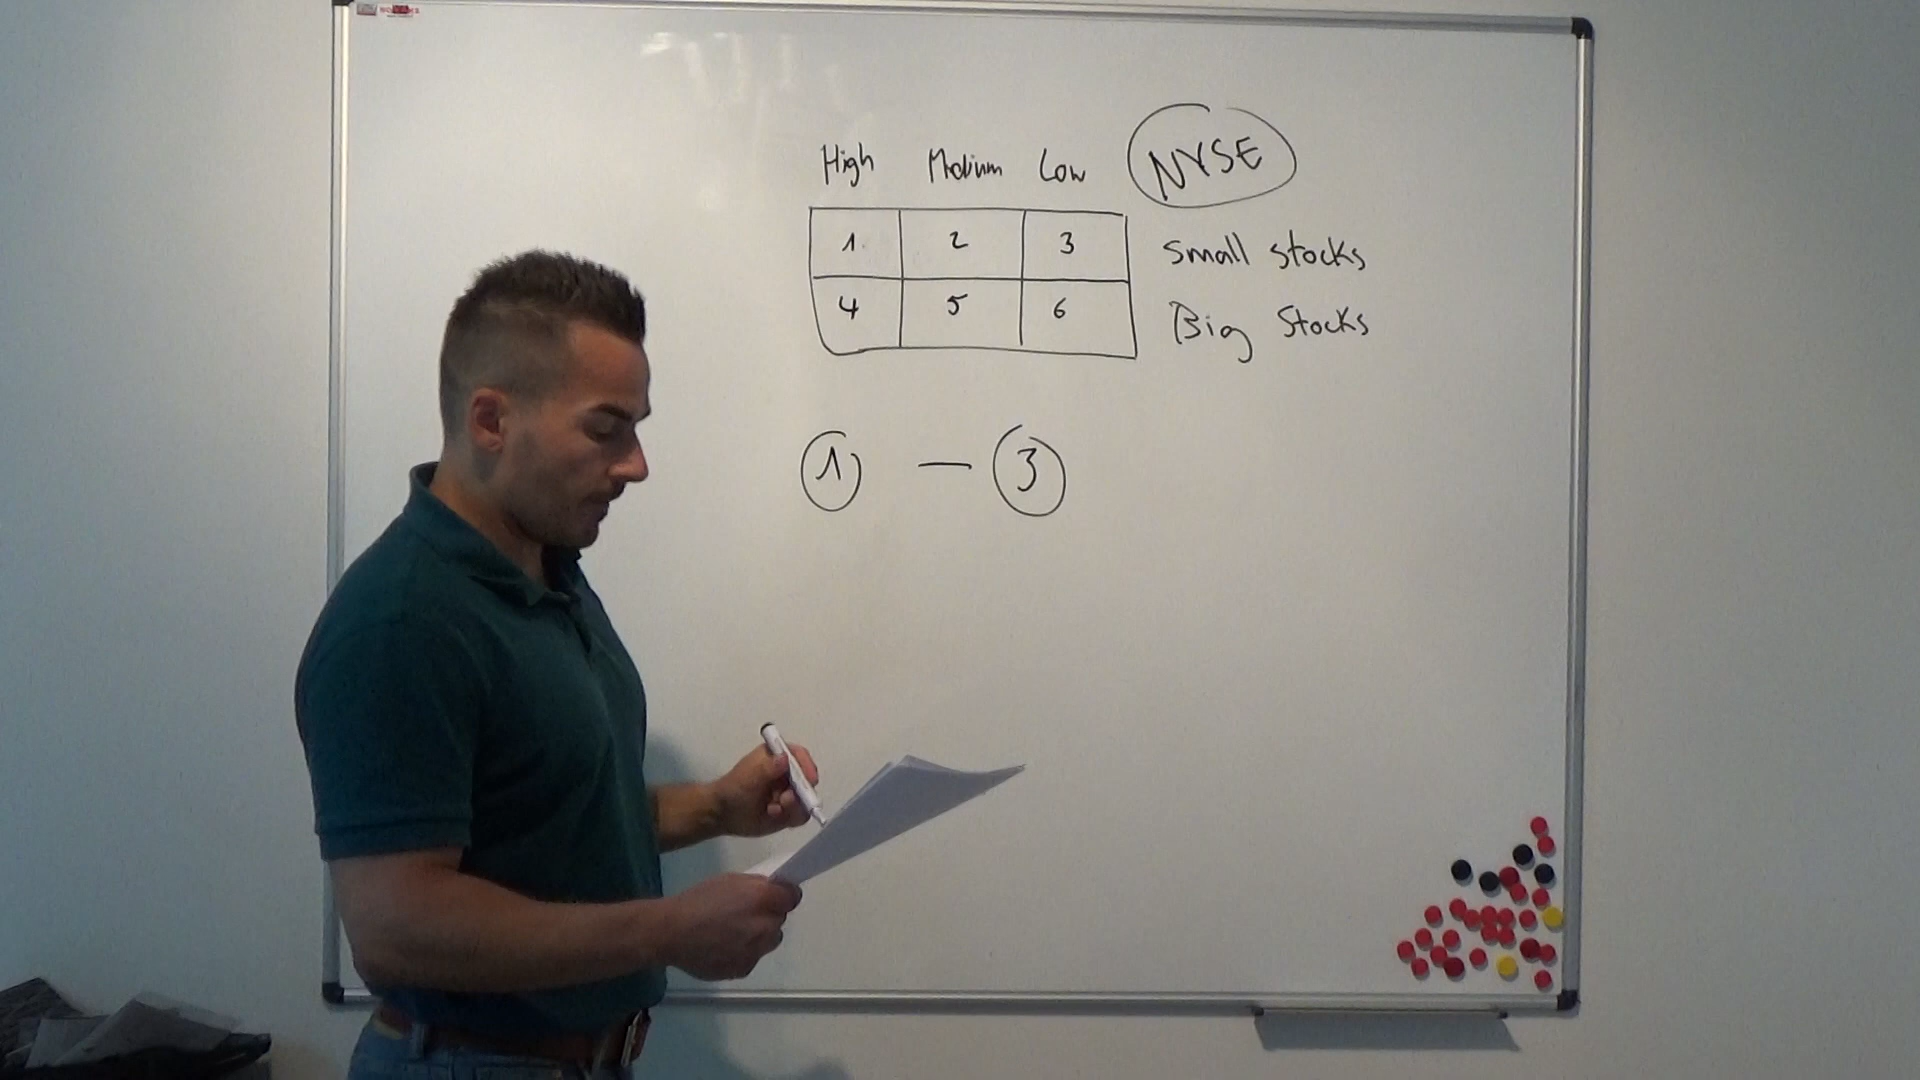 High Medium Low NYSE
1 2 3 Small stocks
4 5 6 Big Stocks
1 — 3